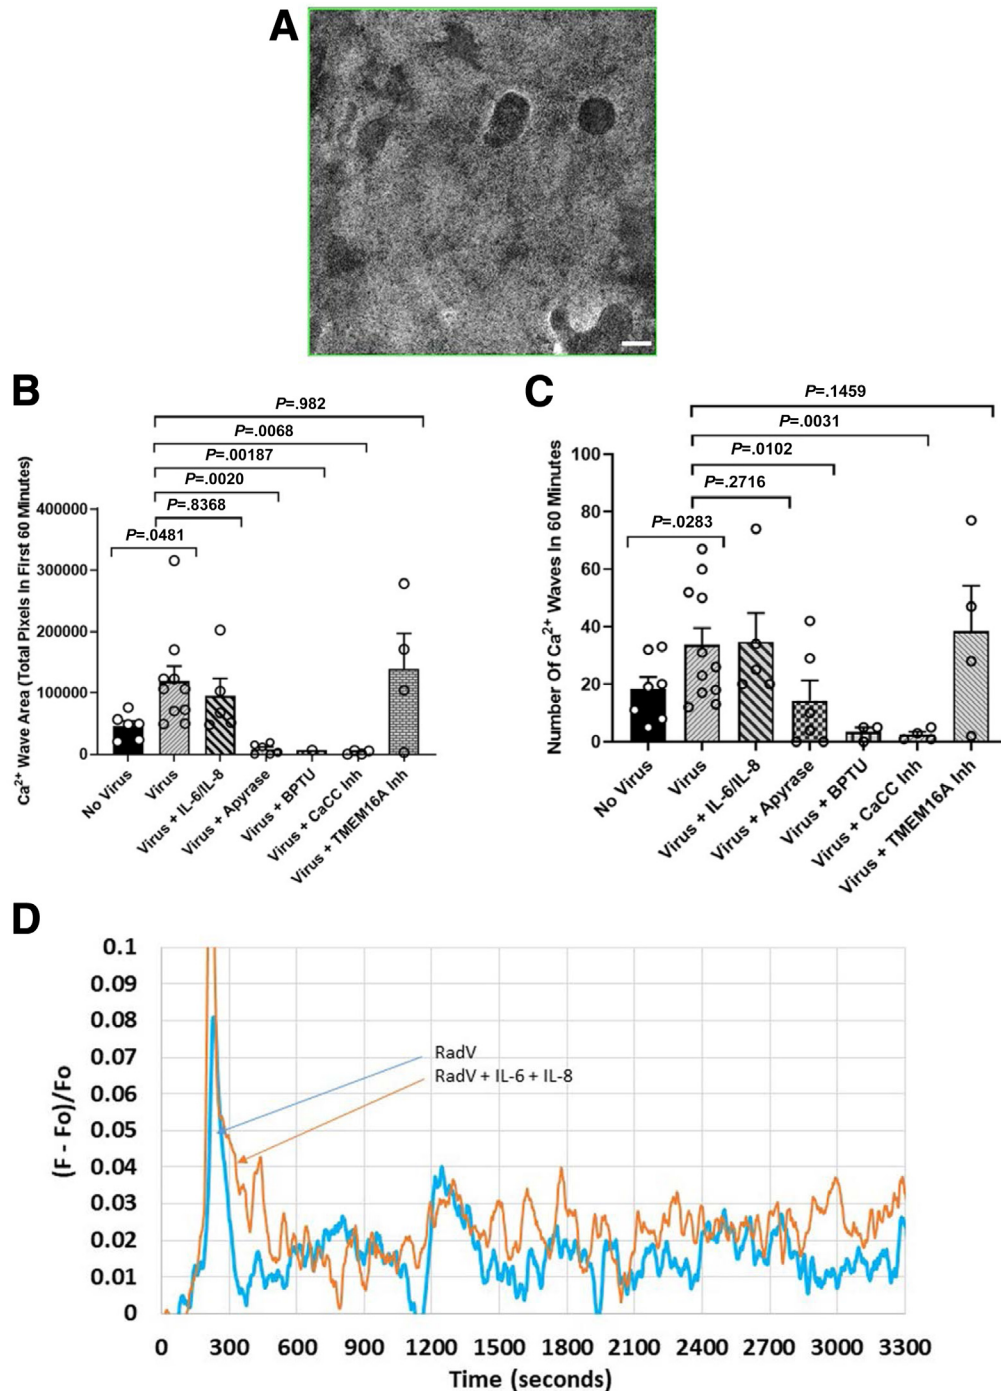 A
B
P=.982
P=.0068
P=.00187
P=.0020
P=.8368
P=.0481
Ca2+ Wave Area (Total Pixels In First 60 Minutes)
400000
300000
200000
100000
0
No Virus
Virus
Virus + IL-6/IL-8
Virus + Apyrase
Virus + BPTU
Virus + CaCC Inh
Virus + TMEM16A Inh
C
P=.1459
P=.0031
P=.0102
P=.2716
P=.0283
Number Of Ca2+ Waves In 60 Minutes
100
80
60
40
20
0
No Virus
Virus
Virus + IL-6/IL-8
Virus + Apyrase
Virus + BPTU
Virus + CaCC Inh
Virus + TMEM16A Inh
D
(F - Fo)/Fo
0.1
0.09
0.08
0.07
0.06
0.05
0.04
0.03
0.02
0.01
0
RadV
RadV + IL-6 + IL-8
0 300 600 900 1200 1500 1800 2100 2400 2700 3000 3300
Time (seconds)